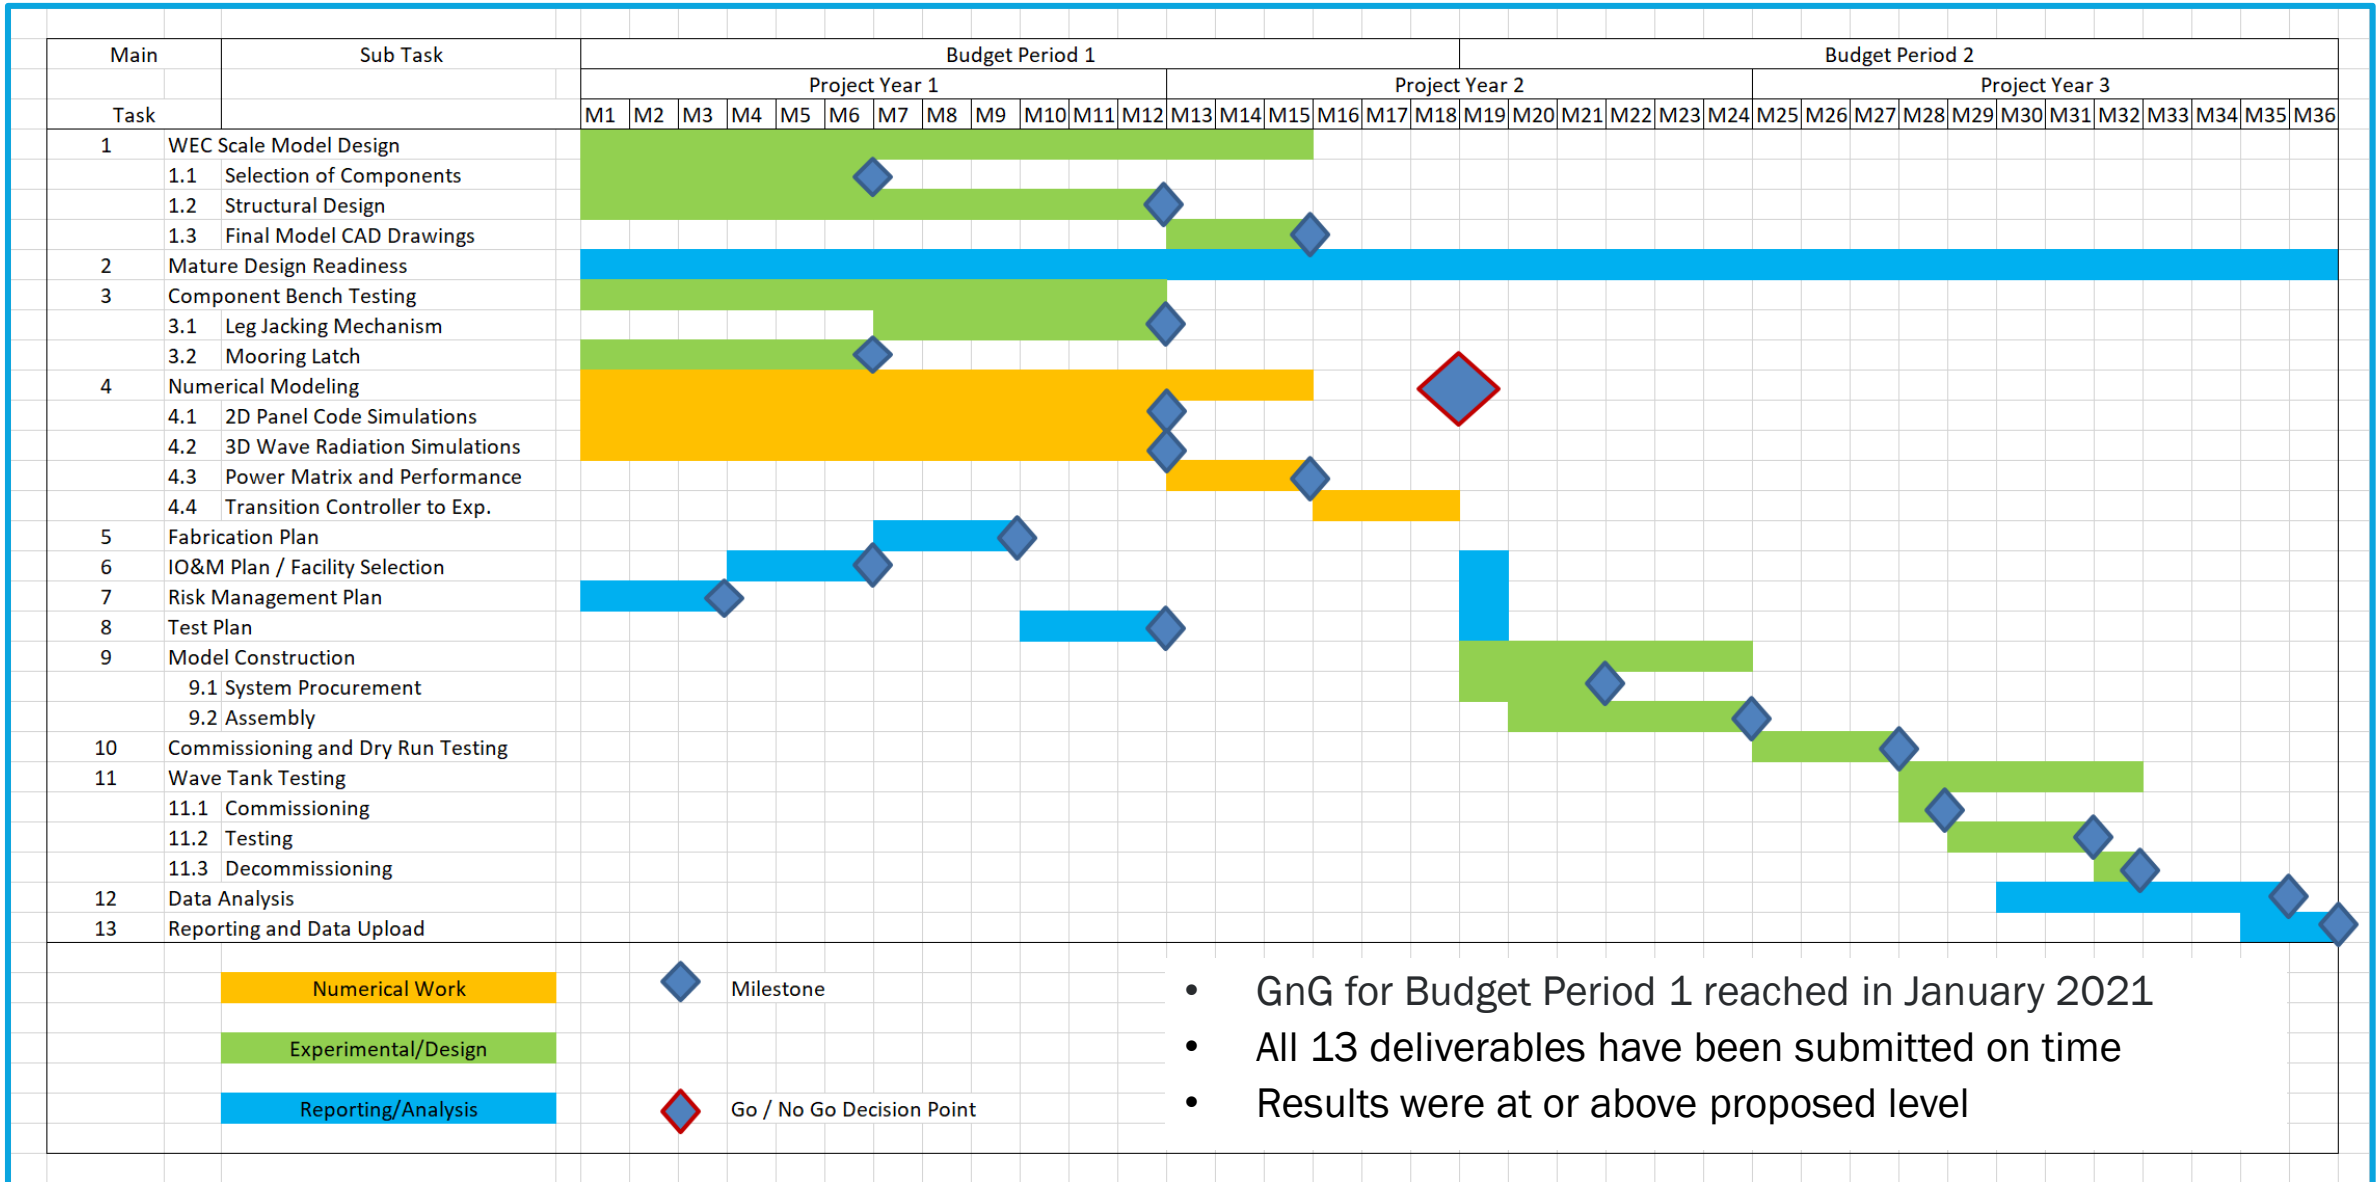 Main Sub Task Budget Period 1 Budget Period 2
Project Year 1 Project Year 2 Project Year 3
Task M1 M2 M3 M4 M5 M6 M7 M8 M9 M10 M11 M12 M13 M14 M15 M16 M17 M18 M19 M20 M21 M22 M23 M24 M25 M26 M27 M28 M29 M30 M31 M32 M33 M34 M35 M36
1 WEC Scale Model Design
1.1 Selection of Components
1.2 Structural Design
1.3 Final Model CAD Drawings
2 Mature Design Readiness
3 Component Bench Testing
3.1 Leg Jacking Mechanism
3.2 Mooring Latch
4 Numerical Modeling
4.1 2D Panel Code Simulations
4.2 3D Wave Radiation Simulations
4.3 Power Matrix and Performance
4.4 Transition Controller to Exp.
5 Fabrication Plan
6 IO&M Plan / Facility Selection
7 Risk Management Plan
8 Test Plan
9 Model Construction
9.1 System Procurement
9.2 Assembly
10 Commissioning and Dry Run Testing
11 Wave Tank Testing
11.1 Commissioning
11.2 Testing
11.3 Decommissioning
12 Data Analysis
13 Reporting and Data Upload
Numerical Work Milestone
Experimental/Design
Reporting/Analysis Go / No Go Decision Point
• GnG for Budget Period 1 reached in January 2021
• All 13 deliverables have been submitted on time
• Results were at or above proposed level